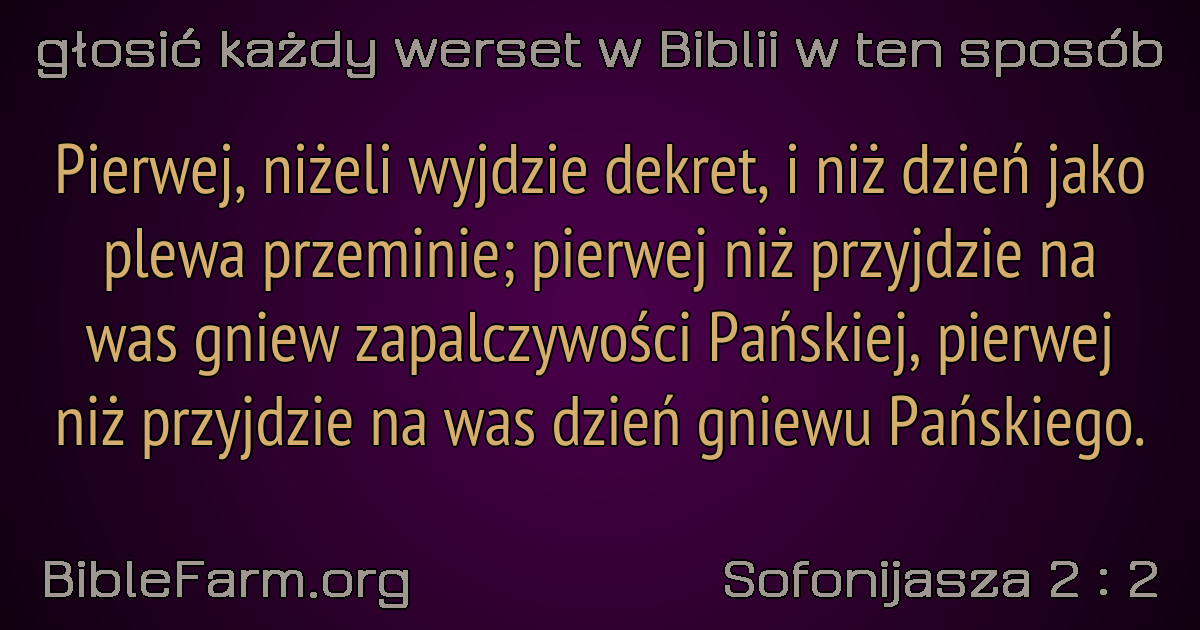 głosić każdy werset w Biblii w ten sposób
Pierwej, niżeli wyjdzie dekret, i niż dzień jako
plewa przeminie; pierwej niż przyjdzie na
was gniew zapalczywości Pańskiej, pierwej
niż przyjdzie na was dzień gniewu Pańskiego.
BibleFarm.org
Sofonijasza 2 : 2